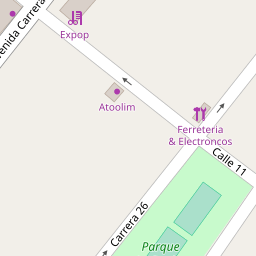 enida Carrera
Expop
Atoolim
Ferreteria
& Electroncos
Calle 11
Carrera 26
Parque